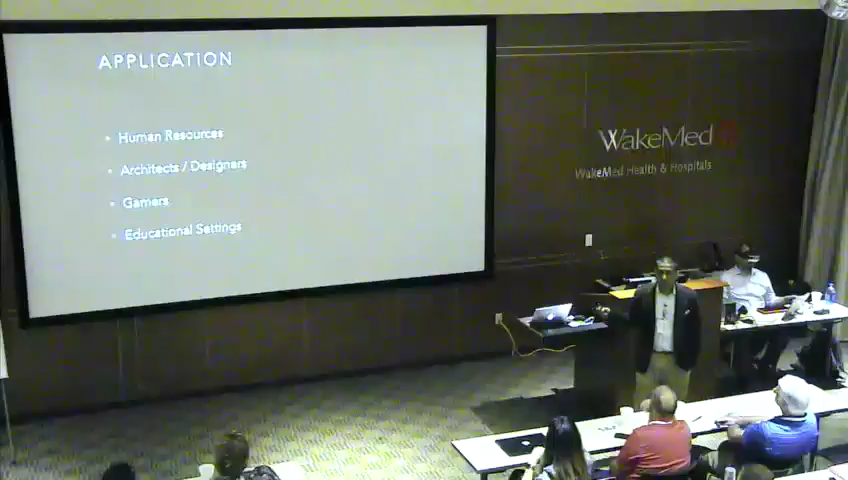 APPLICATION
• Human Resources
• Architects / Designers
• Gamers
• Educational Settings
WakeMed
WakeMed Health & Hospitals